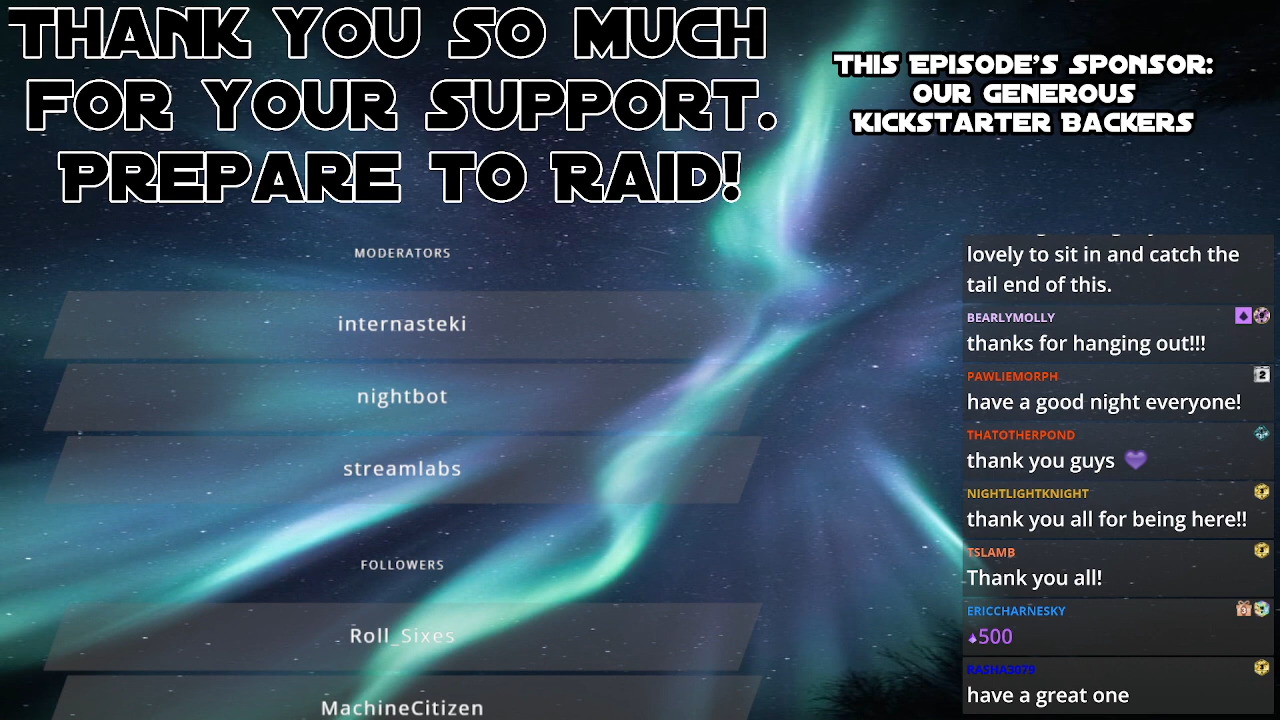 THANK YOU SO MUCH
FOR YOUR SUPPORT.
PREPARE TO RAID!
THIS EPISODE'S SPONSOR:
OUR GENEROUS
KICKSTARTER BACKERS
MODERATORS
internasteki
nightbot
streamlabs
FOLLOWERS
Roll_Sixes
MachineCitizen
lovely to sit in and catch the
tail end of this.
BEARLYMOLLY
thanks for hanging out!!!
PAWLIEMORPH
2
have a good night everyone!
THATOTHERPOND
thank you guys 💜
NIGHTLIGHTKNIGHT
thank you all for being here!!
TSLAMB
Thank you all!
ERICCHARNESKY
500
RASHA3079
have a great one